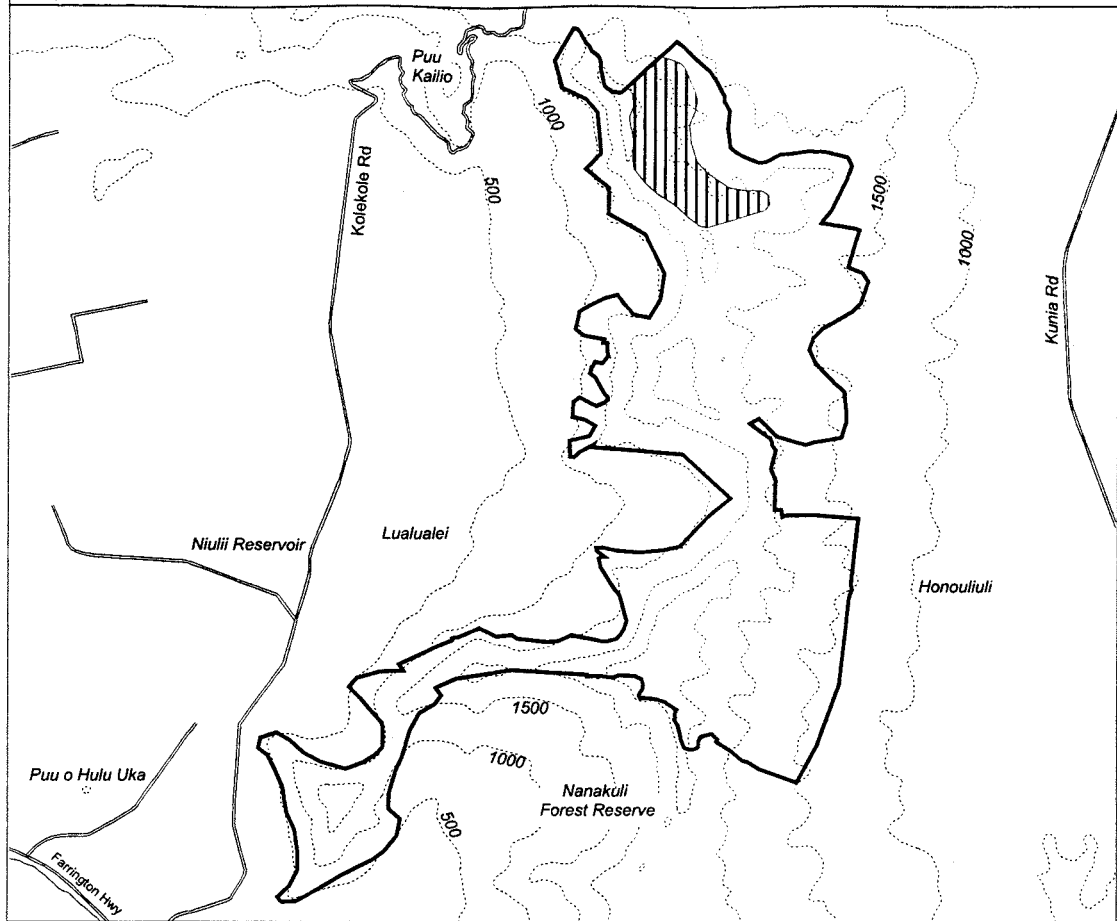 Puu
Kailio
1000
500
Kolekole Rd
1500
1000
Kunia Rd
Niulii Reservoir
Lualualei
Honouliuli
1500
1000
Puu o Hulu Uka
Nanakuli
Forest Reserve
500
Farrington Hwy